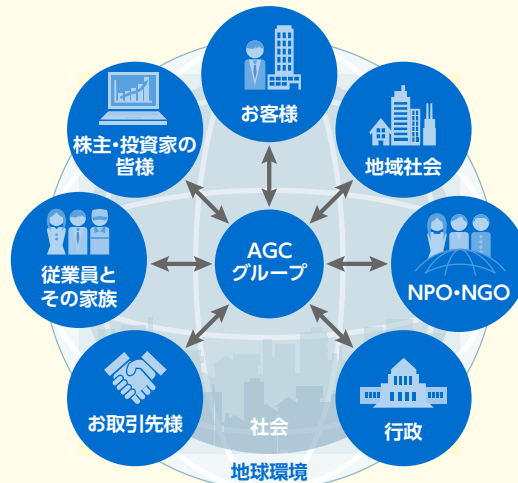 お客様
株主・投資家の
皆様
地域社会
AGC
グループ
従業員と
その家族
NPO・NGO
お取引先様
社会
行政
地球環境